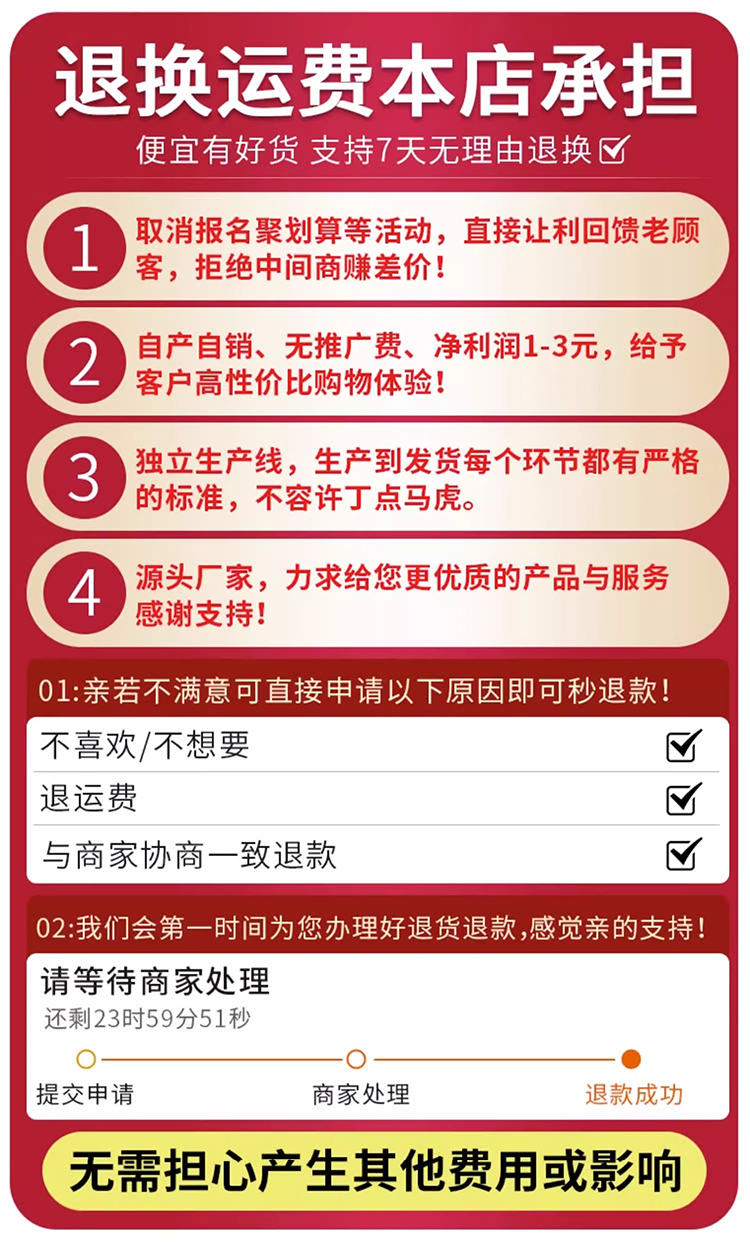 退换运费本店承担
便宜有好货 支持7天无理由退换
1
取消报名聚划算等活动，直接让利回馈老顾
客，拒绝中间商赚差价！
2
自产自销、无推广费、净利润1-3元，给予
客户高性价比购物体验！
3
独立生产线，生产到发货每个环节都有严格
的标准，不容许丁点马虎。
4
源头厂家，力求给您更优质的产品与服务
感谢支持！
01:亲若不满意可直接申请以下原因即可秒退款！
不喜欢/不想要
退运费
与商家协商一致退款
02:我们会第一时间为您办理好退货退款,感觉亲的支持！
请等待商家处理
还剩23时59分51秒
提交申请 商家处理 退款成功
无需担心产生其他费用或影响